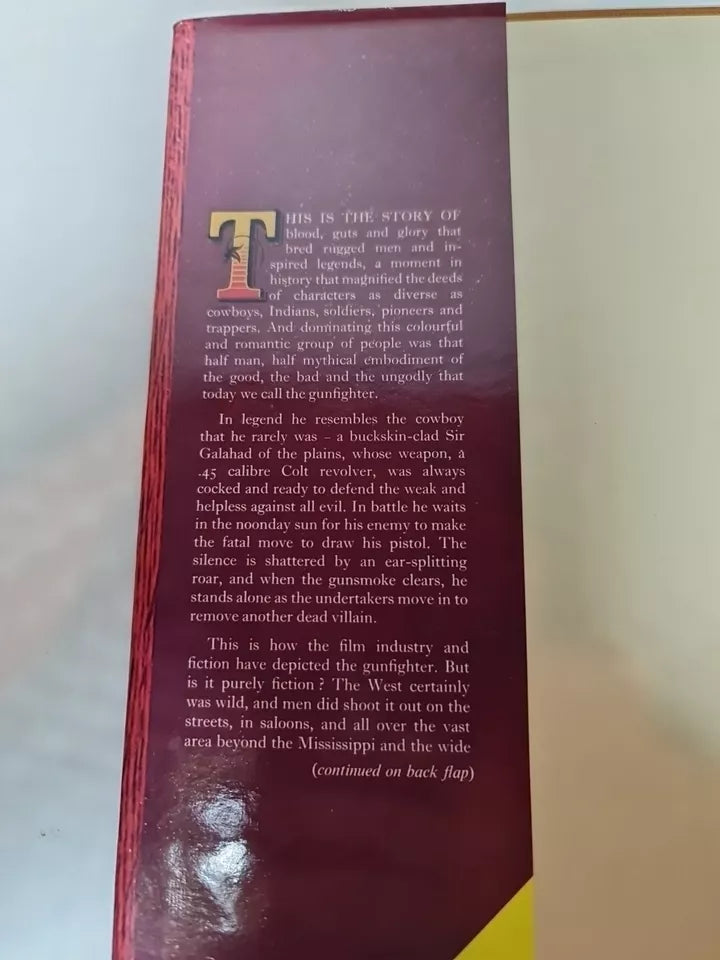 THIS IS THE STORY OF
blood, guts and glory that
bred rugged men and in-
spired legends, a moment in
history that magnified the deeds
of characters as diverse as
cowboys, Indians, soldiers, pioneers and
trappers. And dominating this colourful
and romantic group of people was that
half man, half mythical embodiment of
the good, the bad and the ungodly that
today we call the gunfighter.
In legend he resembles the cowboy
that he rarely was – a buckskin-clad Sir
Galahad of the plains, whose weapon, a
.45 calibre Colt revolver, was always
cocked and ready to defend the weak and
helpless against all evil. In battle he waits
in the noonday sun for his enemy to make
the fatal move to draw his pistol. The
silence is shattered by an ear-splitting
roar, and when the gunsmoke clears, he
stands alone as the undertakers move in to
remove another dead villain.
This is how the film industry and
fiction have depicted the gunfighter. But
is it purely fiction? The West certainly
was wild, and men did shoot it out on the
streets, in saloons, and all over the vast
area beyond the Mississippi and the wide
(continued on back flap)